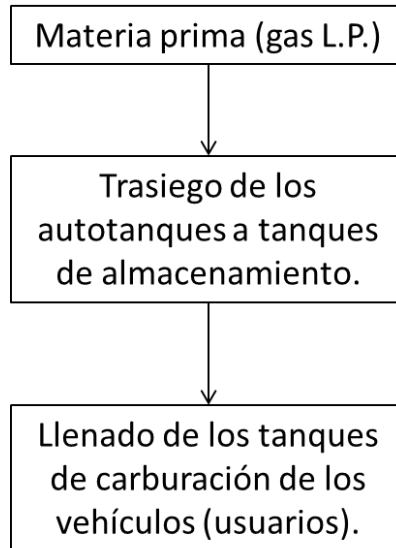 Materia prima (gas L.P.)
Trasiego de los
autotanques a tanques
de almacenamiento.
Llenado de los tanques
de carburación de los
vehículos (usuarios).